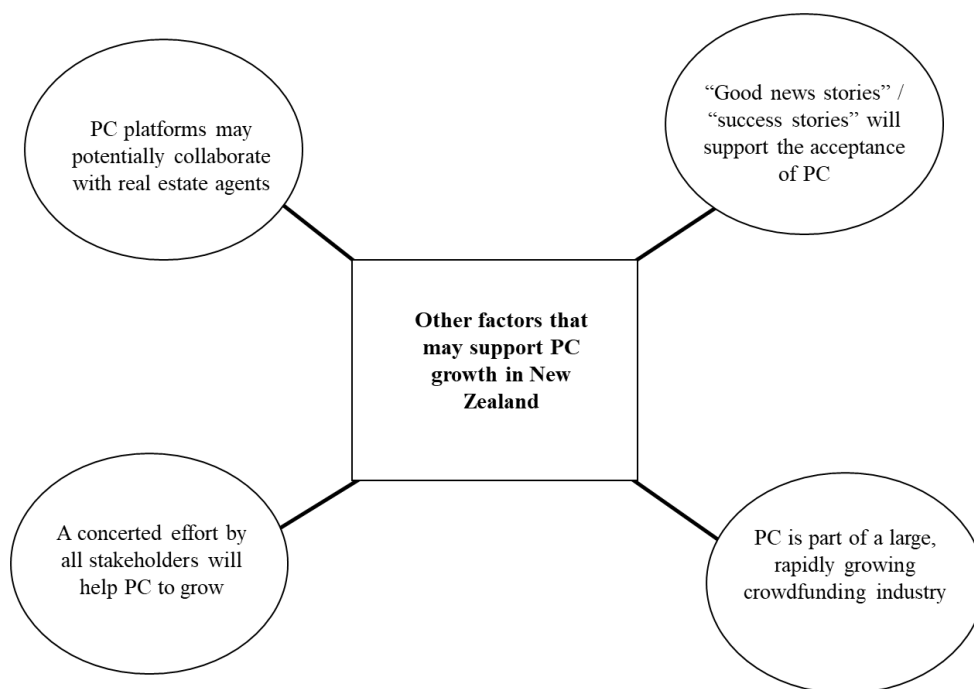 PC platforms may
potentially collaborate
with real estate agents
“Good news stories” /
“success stories” will
support the acceptance
of PC
Other factors that
may support PC
growth in New
Zealand
A concerted effort by
all stakeholders will
help PC to grow
PC is part of a large,
rapidly growing
crowdfunding industry